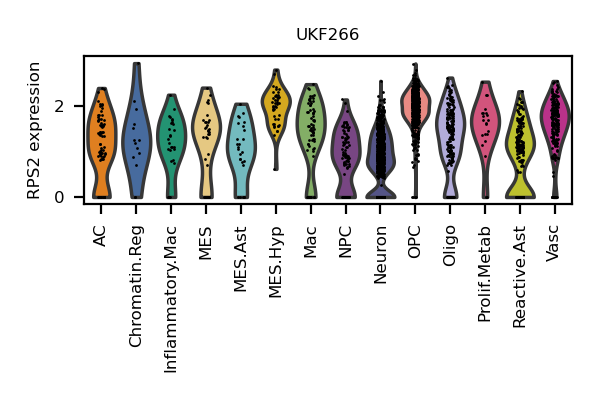 UKF266
RPS2 expression
2
0
AC
Chromatin.Reg
Inflammatory.Mac
MES
MES.Ast
MES.Hyp
Mac
NPC
Neuron
OPC
Oligo
Prolif.Metab
Reactive.Ast
Vasc